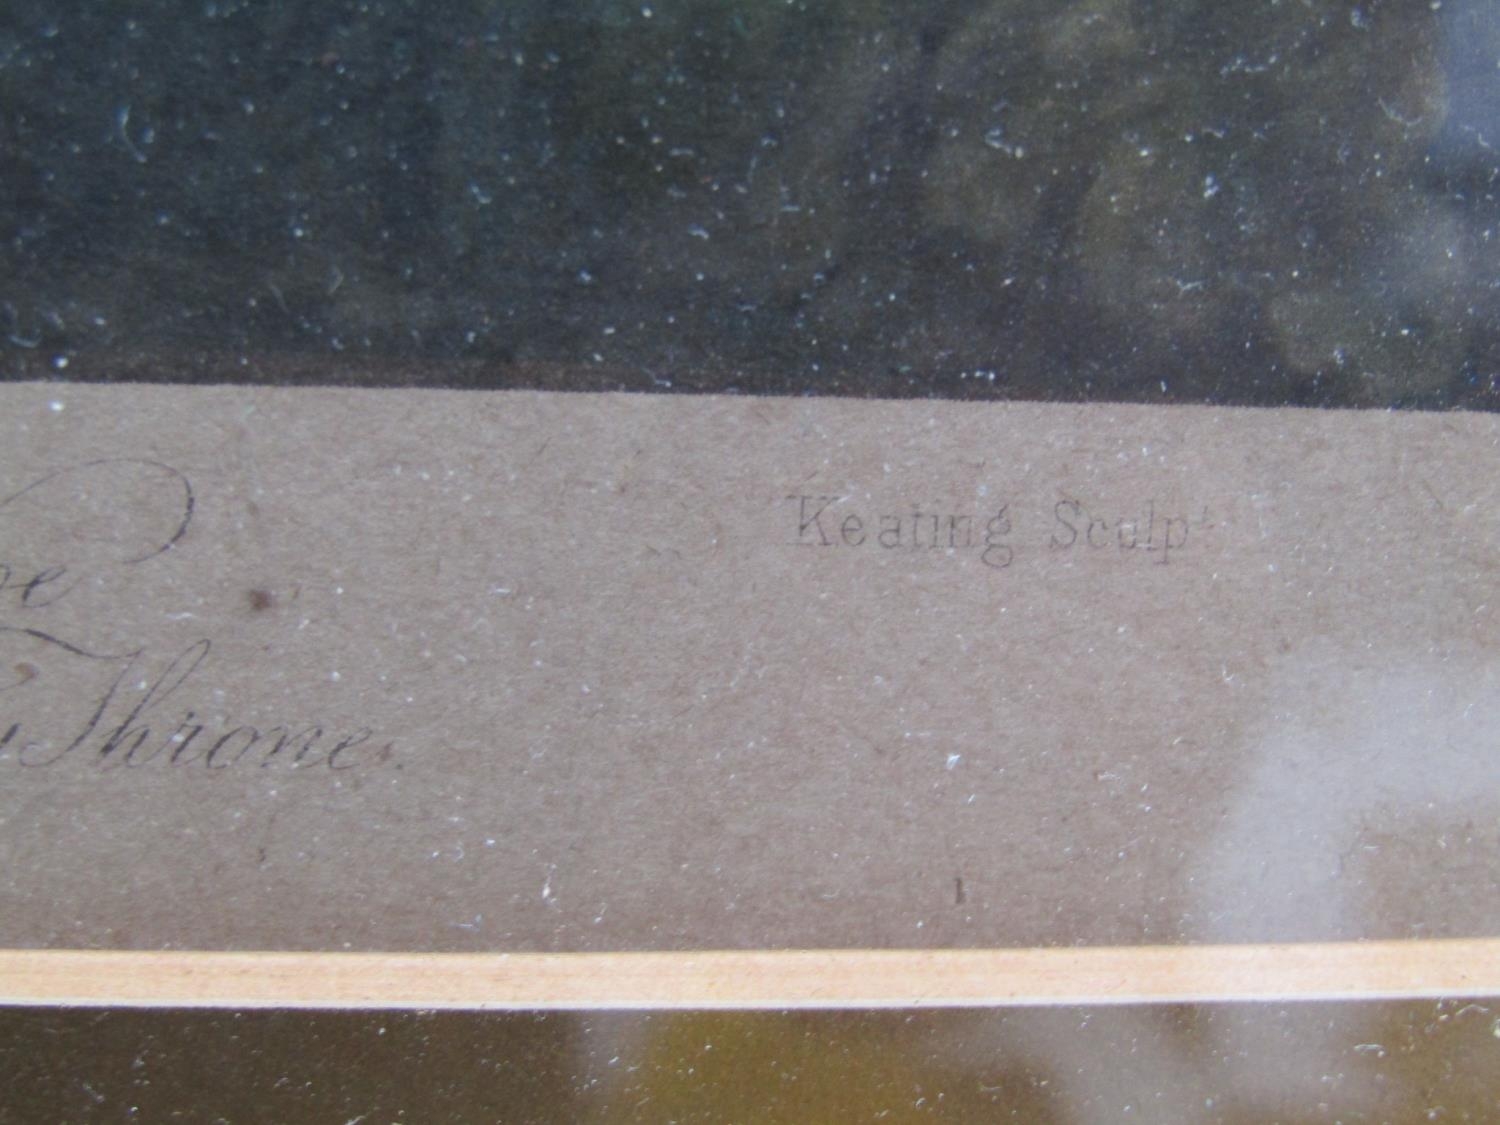 Keating Sculpt
Throne.